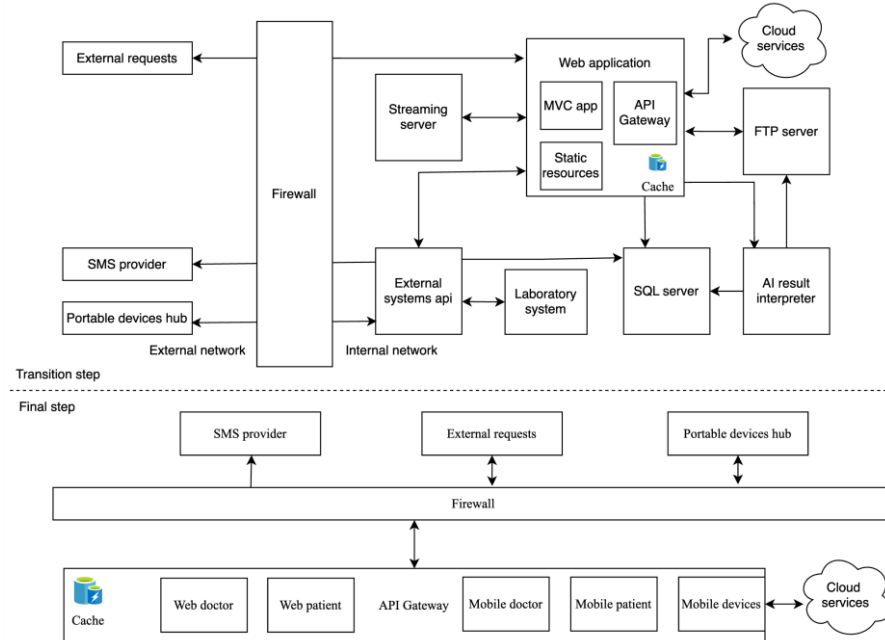 External requests
Firewall
Web application
MVC app
API
Gateway
Static
resources
Cache
Cloud
services
Streaming
server
FTP server
SMS provider
External
systems api
Laboratory
system
SQL server
AI result
interpreter
Portable devices hub
External network
Internal network
Transition step
Final step
SMS provider
External requests
Portable devices hub
Firewall
Cache
Web doctor
Web patient
API Gateway
Mobile doctor
Mobile patient
Mobile devices
Cloud
services